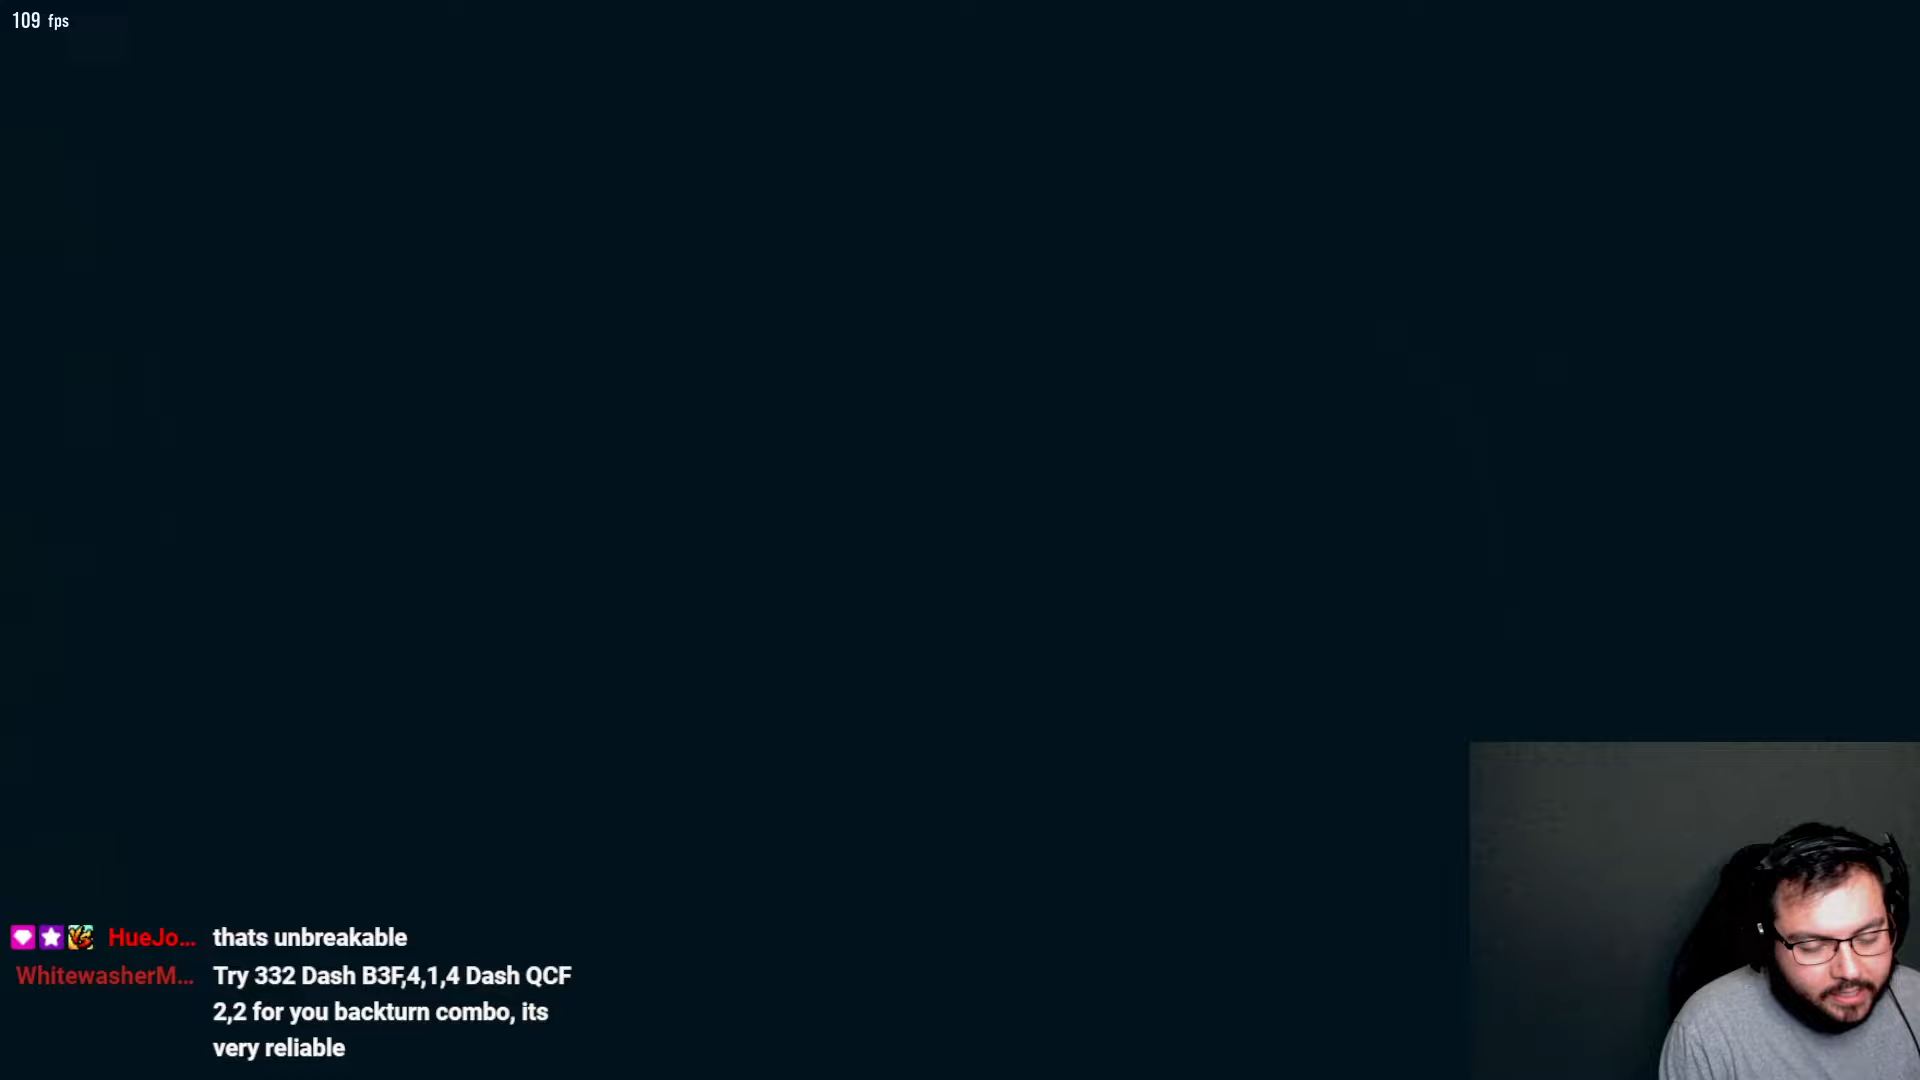 109 fps
HueJo... thats unbreakable
WhitewasherM... Try 332 Dash B3F,4,1,4 Dash QCF
2,2 for you backturn combo, its
very reliable